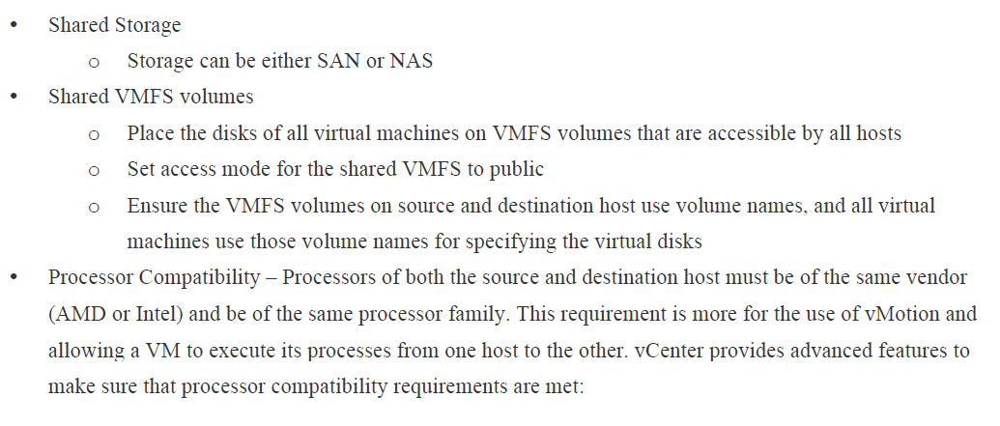 • Shared Storage
o Storage can be either SAN or NAS
• Shared VMFS volumes
o Place the disks of all virtual machines on VMFS volumes that are accessible by all hosts
o Set access mode for the shared VMFS to public
o Ensure the VMFS volumes on source and destination host use volume names, and all virtual
machines use those volume names for specifying the virtual disks
• Processor Compatibility – Processors of both the source and destination host must be of the same vendor
(AMD or Intel) and be of the same processor family. This requirement is more for the use of vMotion and
allowing a VM to execute its processes from one host to the other. vCenter provides advanced features to
make sure that processor compatibility requirements are met: